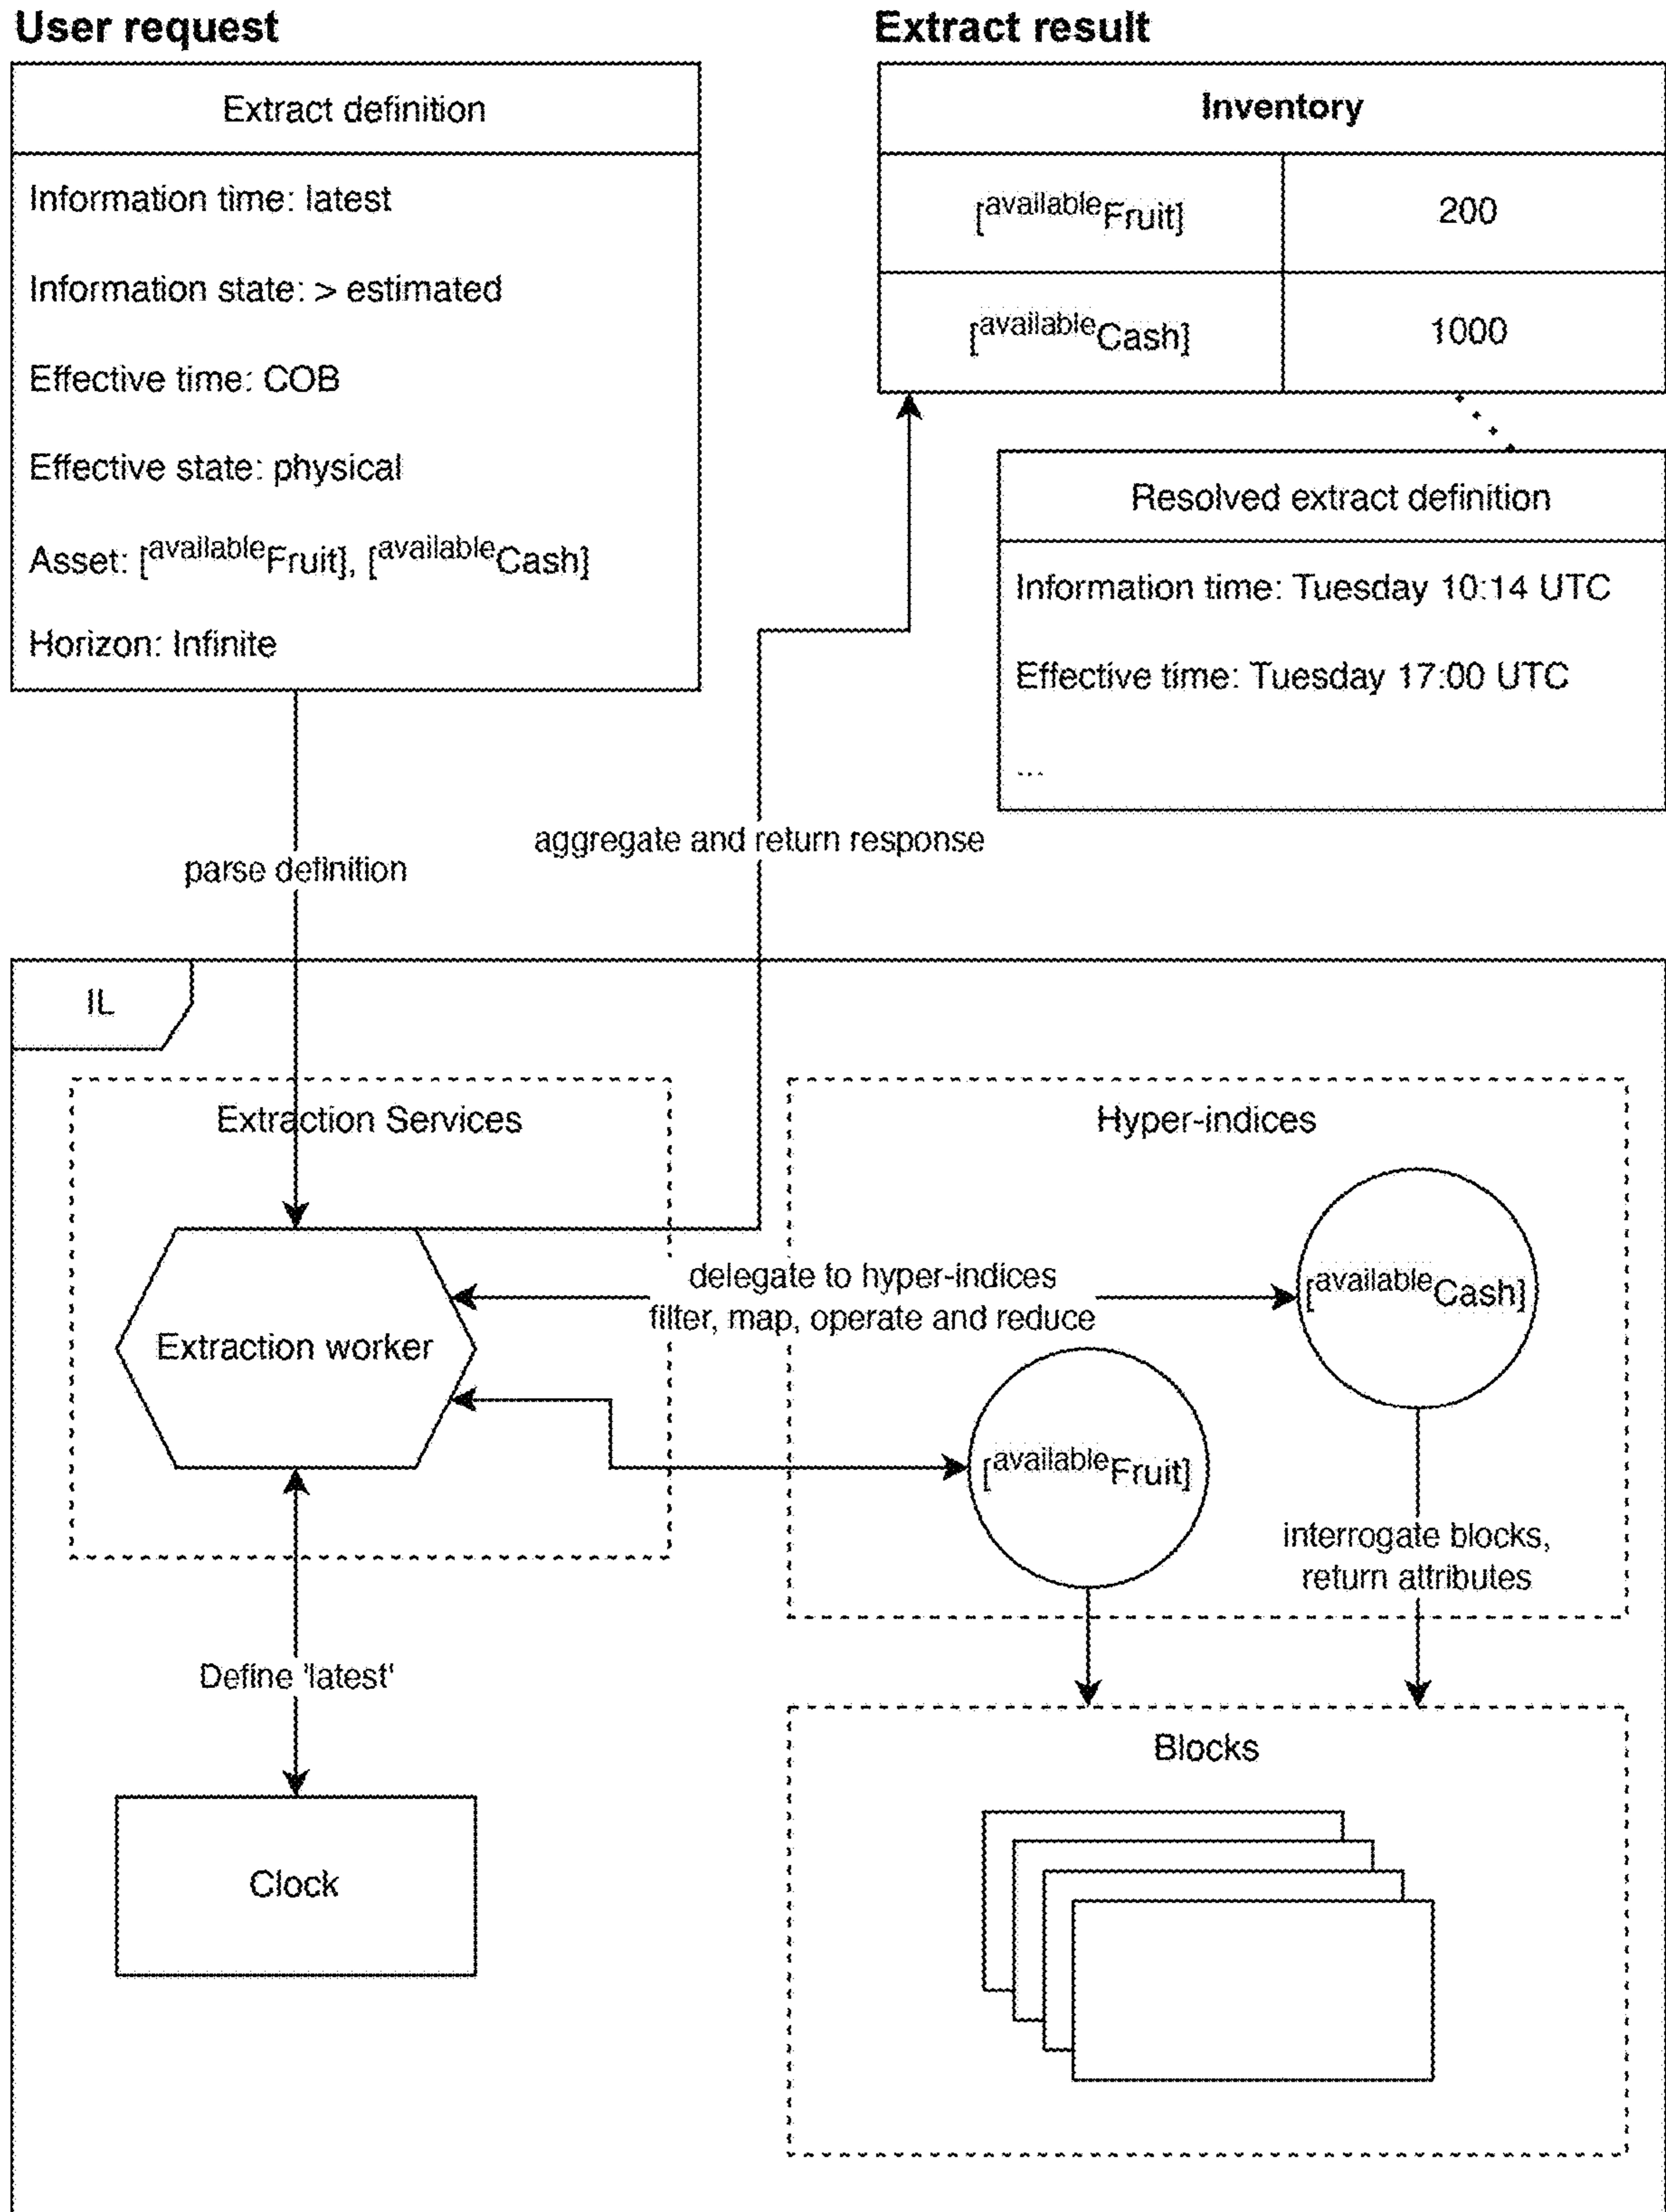 User request
Extract definition
Information time: latest
Information state: > estimated
Effective time: COB
Effective state: physical
Asset: [availableFruit], [availableCash]
Horizon: Infinite
Extract result
Inventory
[availableFruit] 200
[availableCash] 1000
Resolved extract definition
Information time: Tuesday 10:14 UTC
Effective time: Tuesday 17:00 UTC
...
parse definition
aggregate and return response
IL
Extraction Services
Extraction worker
delegate to hyper-indices
filter, map, operate and reduce
Hyper-indices
[availableCash]
[availableFruit]
interrogate blocks,
return attributes
Define 'latest'
Clock
Blocks